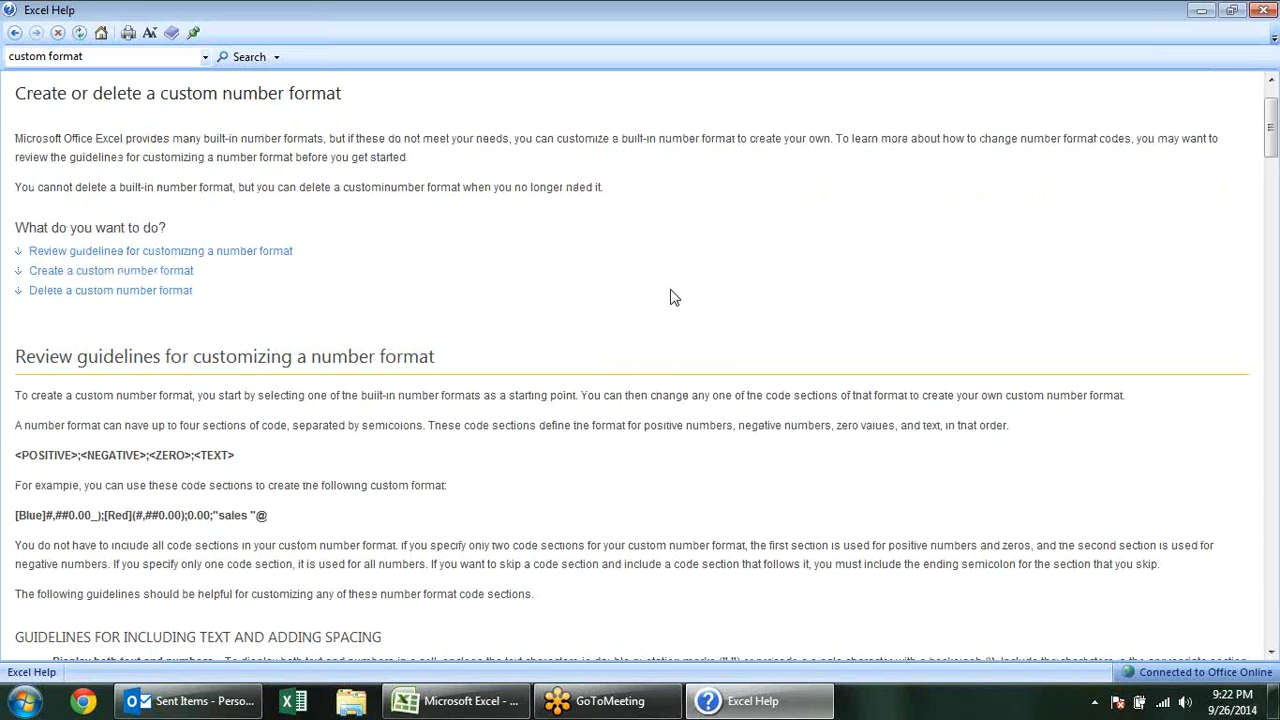 Excel Help
custom format
Search
Create or delete a custom number format
Microsoft Office Excel provides many built-in number formats, but if these do not meet your needs, you can customize a built-in number format to create your own. To learn more about how to change number format codes, you may want to
review the guidelines for customizing a number format before you get started
You cannot delete a built-in number format, but you can delete a custom number format when you no longer need it.
What do you want to do?
Review guidelines for customizing a number format
Create a custom number format
Delete a custom number format
Review guidelines for customizing a number format
To create a custom number format, you start by selecting one of the built-in number formats as a starting point. You can then change any one of the code sections of that format to create your own custom number format.
A number format can have up to four sections of code, separated by semicolons. These code sections define the format for positive numbers, negative numbers, zero values, and text, in that order.
<POSITIVE>;<NEGATIVE>;<ZERO>;<TEXT>
For example, you can use these code sections to create the following custom format:
[Blue]#,##0.00_);[Red](#,##0.00);0.00;"sales "@
You do not have to include all code sections in your custom number format. If you specify only two code sections for your custom number format, the first section is used for positive numbers and zeros, and the second section is used for
negative numbers. If you specify only one code section, it is used for all numbers. If you want to skip a code section and include a code section that follows it, you must include the ending semicolon for the section that you skip.
The following guidelines should be helpful for customizing any of these number format code sections.
GUIDELINES FOR INCLUDING TEXT AND ADDING SPACING
Excel Help
Connected to Office Online
Sent Items - Perso...
Microsoft Excel - ...
GoToMeeting
Excel Help
9:22 PM
9/26/2014